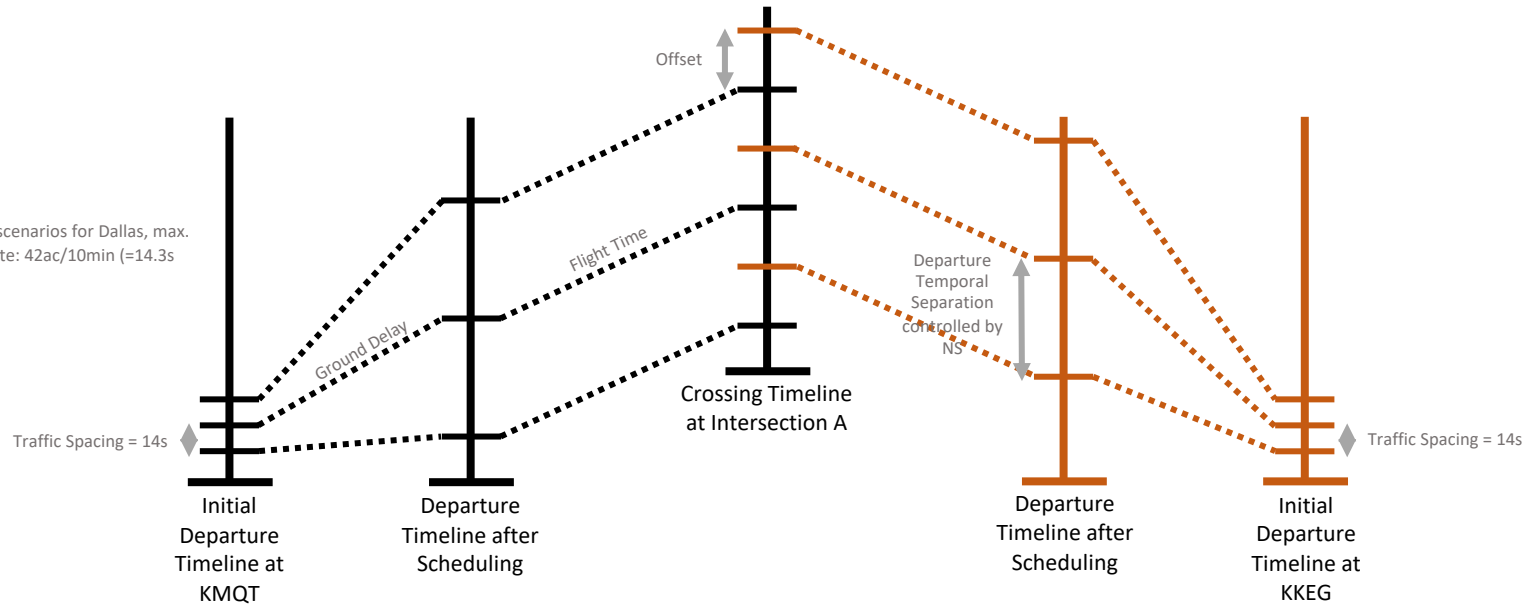 Offset
scenarios for Dallas, max.
te: 42ac/10min (=14.3s
Flight Time
Ground Delay
Departure
Temporal
Separation
controlled by
NS
Crossing Timeline
at Intersection A
Traffic Spacing = 14s
Traffic Spacing = 14s
Initial
Departure
Timeline at
KMQT
Departure
Timeline after
Scheduling
Departure
Timeline after
Scheduling
Initial
Departure
Timeline at
KKEG